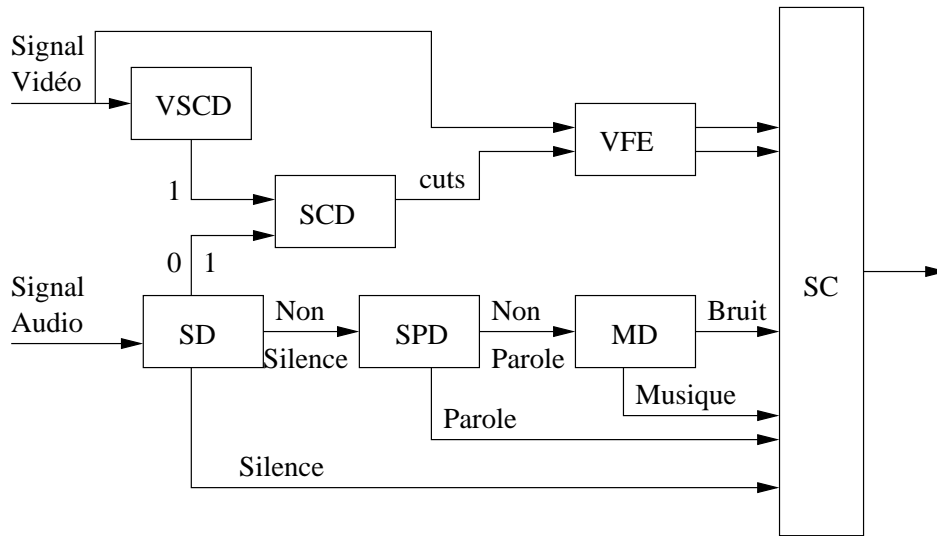 Signal
Vidéo
VSCD
VFE
1
cuts
SCD
0 1
Signal
Audio
SD
Non
Silence
SPD
Non
Parole
MD
Bruit
SC
Musique
Parole
Silence